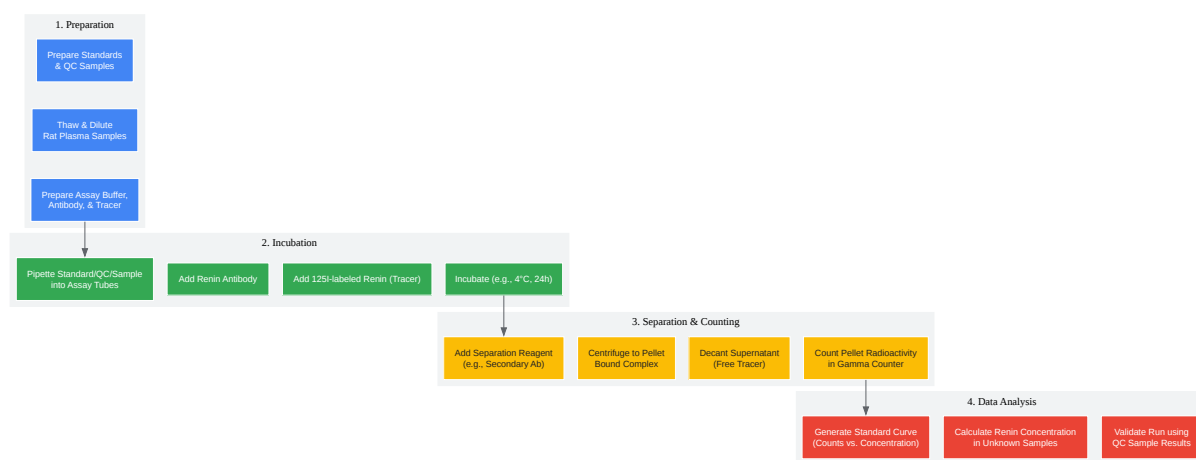 1. Preparation
Prepare Standards
& QC Samples
Thaw & Dilute
Rat Plasma Samples
Prepare Assay Buffer,
Antibody, & Tracer
2. Incubation
Pipette Standard/QC/Sample
into Assay Tubes
Add Renin Antibody
Add 125I-labeled Renin (Tracer)
Incubate (e.g., 4°C, 24h)
3. Separation & Counting
Add Separation Reagent
(e.g., Secondary Ab)
Centrifuge to Pellet
Bound Complex
Decant Supernatant
(Free Tracer)
Count Pellet Radioactivity
in Gamma Counter
4. Data Analysis
Generate Standard Curve
(Counts vs. Concentration)
Calculate Renin Concentration
in Unknown Samples
Validate Run using
QC Sample Results